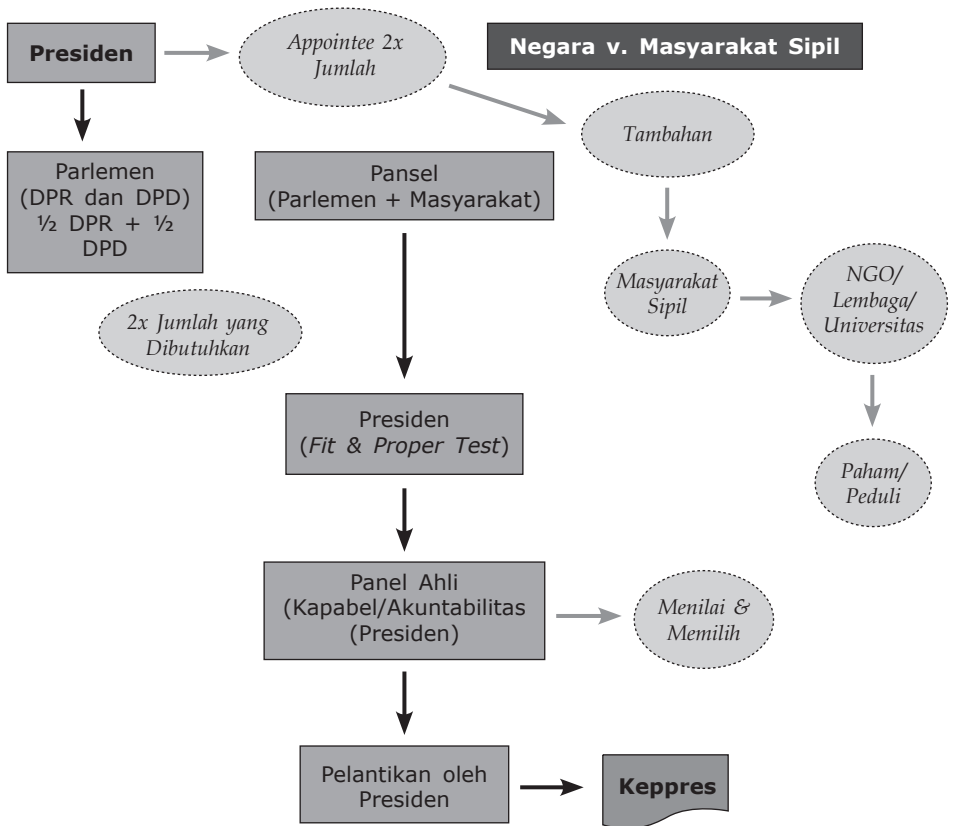 Presiden
Appointee 2x
Jumlah
Negara v. Masyarakat Sipil
Tambahan
Parlemen
(DPR dan DPD)
½ DPR + ½
DPD
Pansel
(Parlemen + Masyarakat)
Masyarakat
Sipil
NGO/
Lembaga/
Universitas
2x Jumlah yang
Dibutuhkan
Presiden
(Fit & Proper Test)
Paham/
Peduli
Panel Ahli
(Kapabel/Akuntabilitas
(Presiden)
Menilai &
Memilih
Pelantikan oleh
Presiden
Keppres